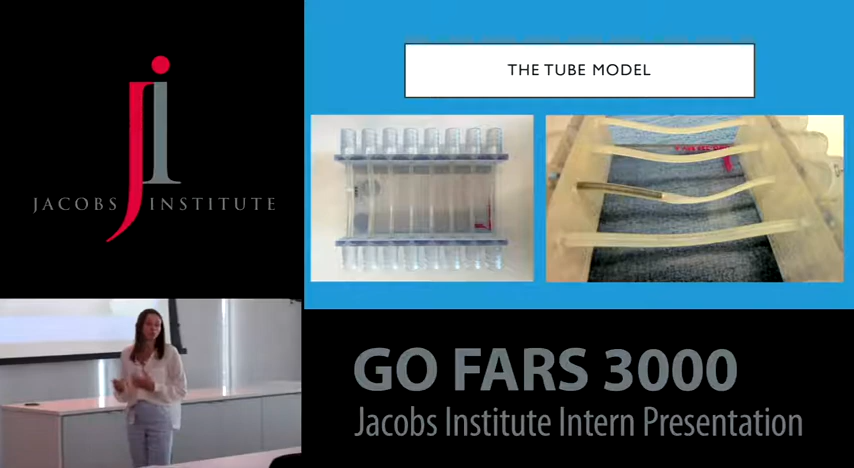 THE TUBE MODEL
JACOBS INSTITUTE
GO FARS 3000
Jacobs Institute Intern Presentation